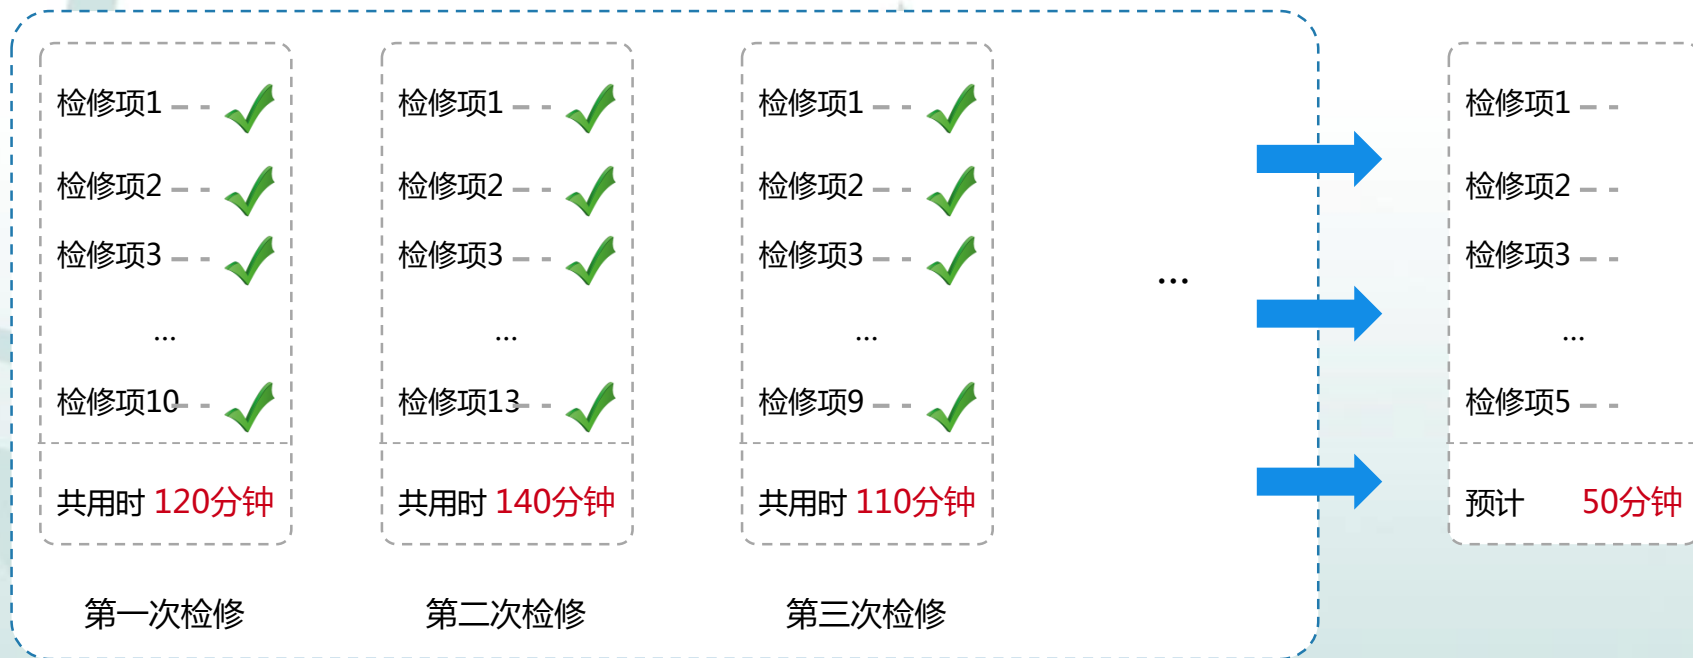 检修项1
检修项2
检修项3
...
检修项10
共用时 120分钟
第一次检修
检修项1
检修项2
检修项3
...
检修项13
共用时 140分钟
第二次检修
检修项1
检修项2
检修项3
...
检修项9
共用时 110分钟
第三次检修
...
检修项1
检修项2
检修项3
...
检修项5
预计 50分钟